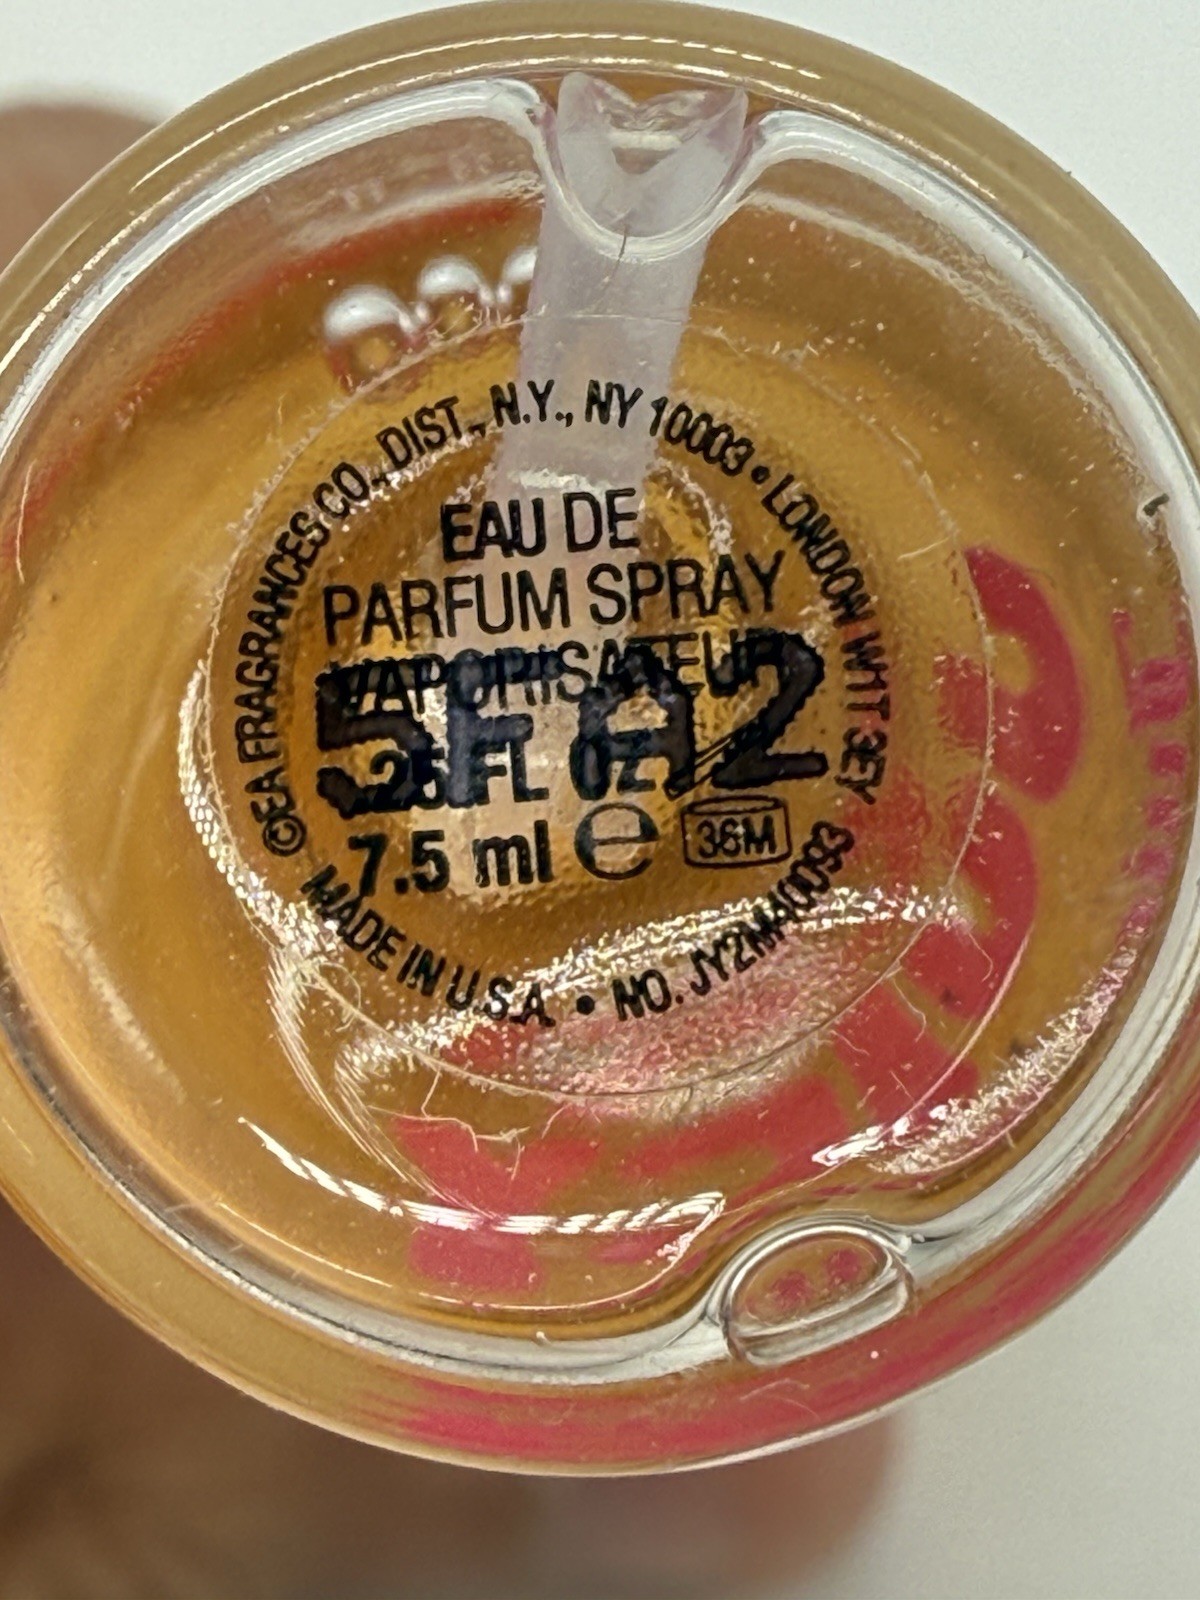 ©EA FRAGRANCES CO., DIST., N.Y., NY 10003 • LONDON W1T 3EY
EAU DE
PARFUM SPRAY
VAPORISATEUR
5FA2
.25 FL OZ
7.5 ml e 36M
MADE IN U.S.A. • NO.